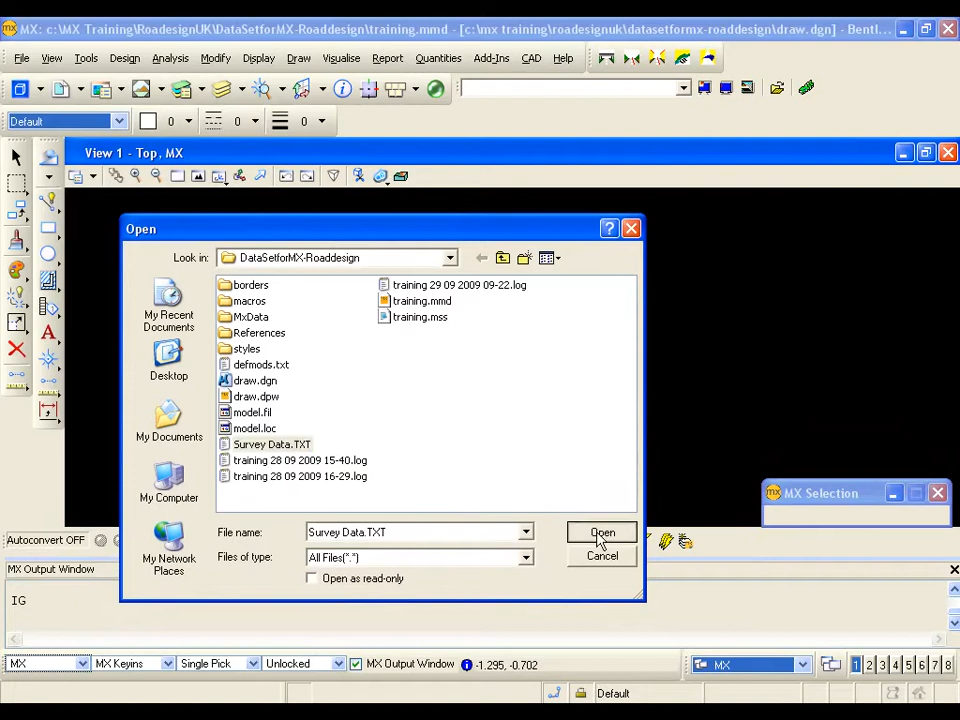 MX: c:\MX Training\RoadesignUK\DataSetforMX-Roaddesign\training.mmd - [c:\mx training\roadesignuk\datasetformx-roaddesign\draw.dgn] - Bentl...
File View Tools Design Analysis Modify Display Draw Visualise Report Quantities Add-Ins CAD Help
Default 0 0 0
View 1 - Top, MX
Open
Look in: DataSetforMX-Roaddesign
My Recent Documents
Desktop
My Documents
My Computer
My Network Places
borders
macros
MxData
References
styles
defmods.txt
draw.dgn
draw.dpw
model.fil
model.loc
Survey Data.TXT
training 28 09 2009 15-40.log
training 28 09 2009 16-29.log
training 29 09 2009 09-22.log
training.mmd
training.mss
File name: Survey Data.TXT Open
Files of type: All Files(*.*) Cancel
Open as read-only
MX Selection
Autoconvert OFF
MX Output Window
IG
MX MX Keyins Single Pick Unlocked MX Output Window -1.295, -0.702 MX 1 2 3 4 5 6 7 8
Default